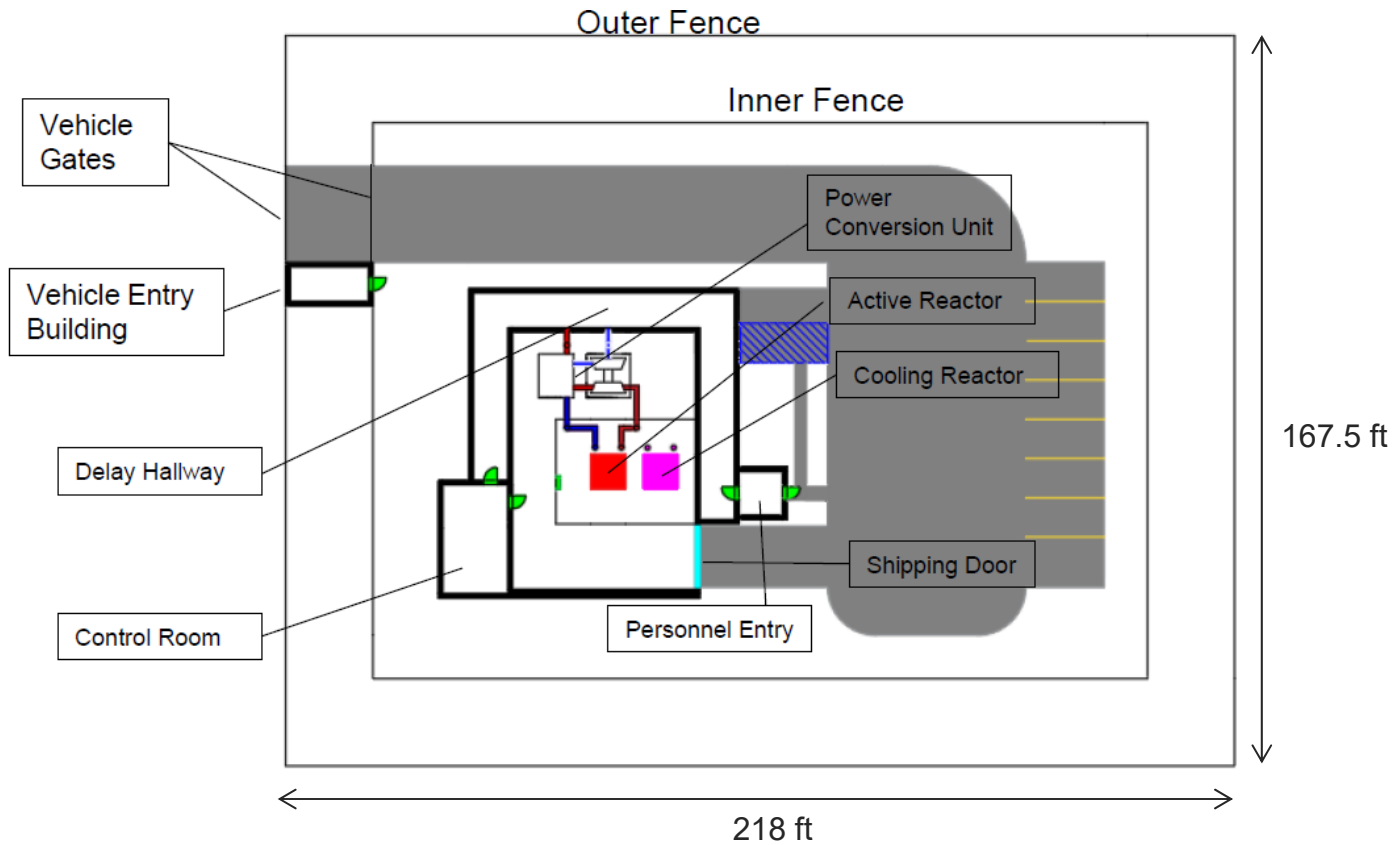 Outer Fence
Inner Fence
Vehicle
Gates
Power
Conversion Unit
Vehicle Entry
Building
Active Reactor
Cooling Reactor
167.5 ft
Delay Hallway
Shipping Door
Control Room
Personnel Entry
218 ft